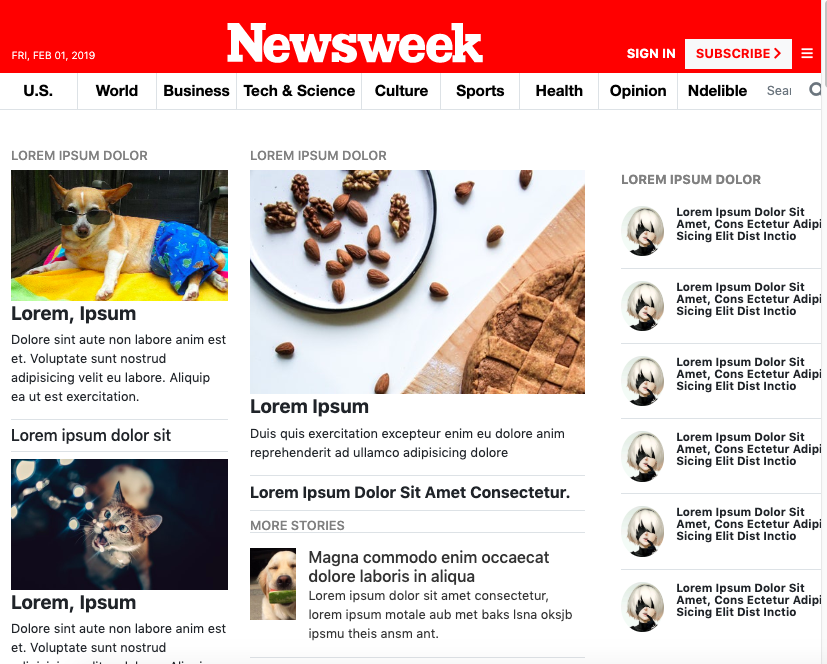 FRI, FEB 01, 2019
Newsweek
SIGN IN
SUBSCRIBE
U.S.
World
Business
Tech & Science
Culture
Sports
Health
Opinion
Ndelible
Sear
LOREM IPSUM DOLOR
Lorem, Ipsum
Dolore sint aute non labore anim est
et. Voluptate sunt nostrud
adipisicing velit eu labore. Aliquip
ea ut est exercitation.
Lorem ipsum dolor sit
Lorem, Ipsum
Dolore sint aute non labore anim est
et. Voluptate sunt nostrud
LOREM IPSUM DOLOR
Lorem Ipsum
Duis quis exercitation excepteur enim eu dolore anim
reprehenderit ad ullamco adipisicing dolore
Lorem Ipsum Dolor Sit Amet Consectetur.
MORE STORIES
Magna commodo enim occaecat
dolore laboris in aliqua
Lorem ipsum dolor sit amet consectetur,
lorem ipsum motale aub met baks lsna oksjb
ipsmu theis ansm ant.
LOREM IPSUM DOLOR
Lorem Ipsum Dolor Sit
Amet, Cons Ectetur Adipi
Sicing Elit Dist Inctio
Lorem Ipsum Dolor Sit
Amet, Cons Ectetur Adipi
Sicing Elit Dist Inctio
Lorem Ipsum Dolor Sit
Amet, Cons Ectetur Adipi
Sicing Elit Dist Inctio
Lorem Ipsum Dolor Sit
Amet, Cons Ectetur Adipi
Sicing Elit Dist Inctio
Lorem Ipsum Dolor Sit
Amet, Cons Ectetur Adipi
Sicing Elit Dist Inctio
Lorem Ipsum Dolor Sit
Amet, Cons Ectetur Adipi
Sicing Elit Dist Inctio